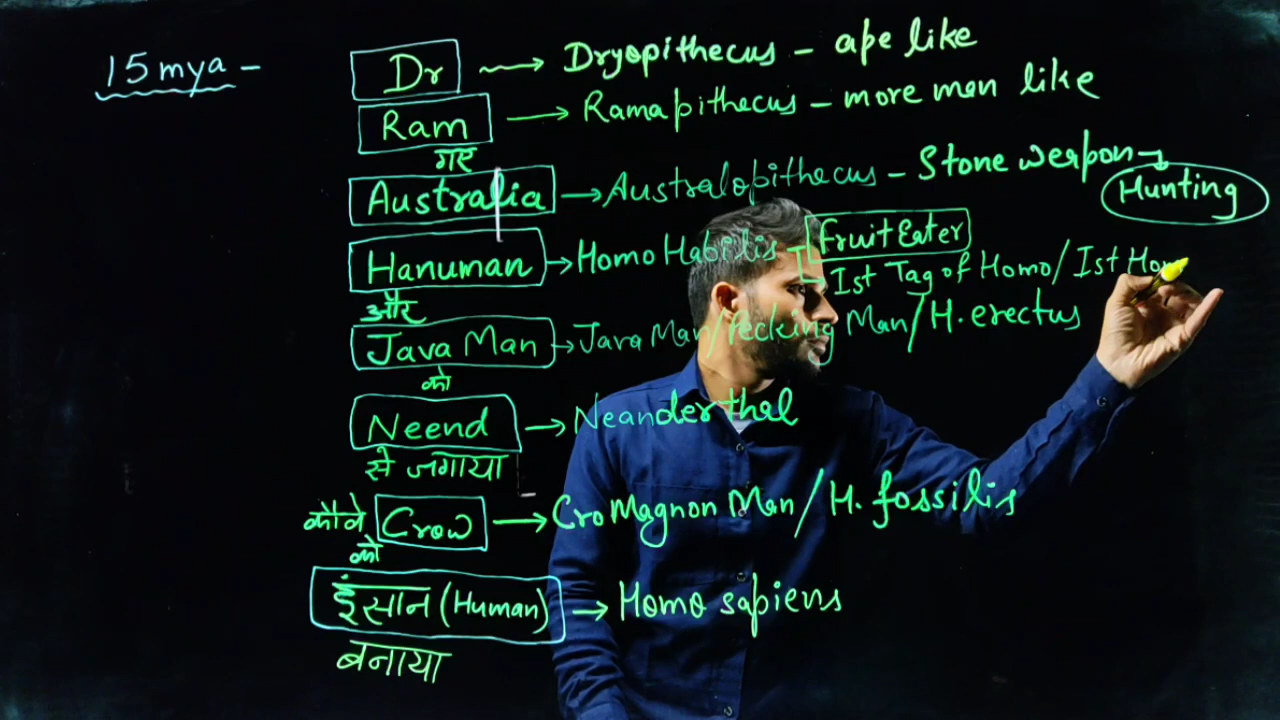 15 mya –
Dr → Dryopithecus – ape like
Ram → Ramapithecus – more man like
गए
Australia → Australopithecus – Stone weapon →
Hunting
Hanuman → Homo Habilis
Fruit Eater
Ist Tag of Homo / Ist Hom
और
Java Man → Java Man / Pecking Man / H. erectus
को
Neend → Neanderthal
से जगाया
कौवे Crow → Cro Magnon Man / H. fossilis
को
इंसान (Human) → Homo sapiens
बनाया